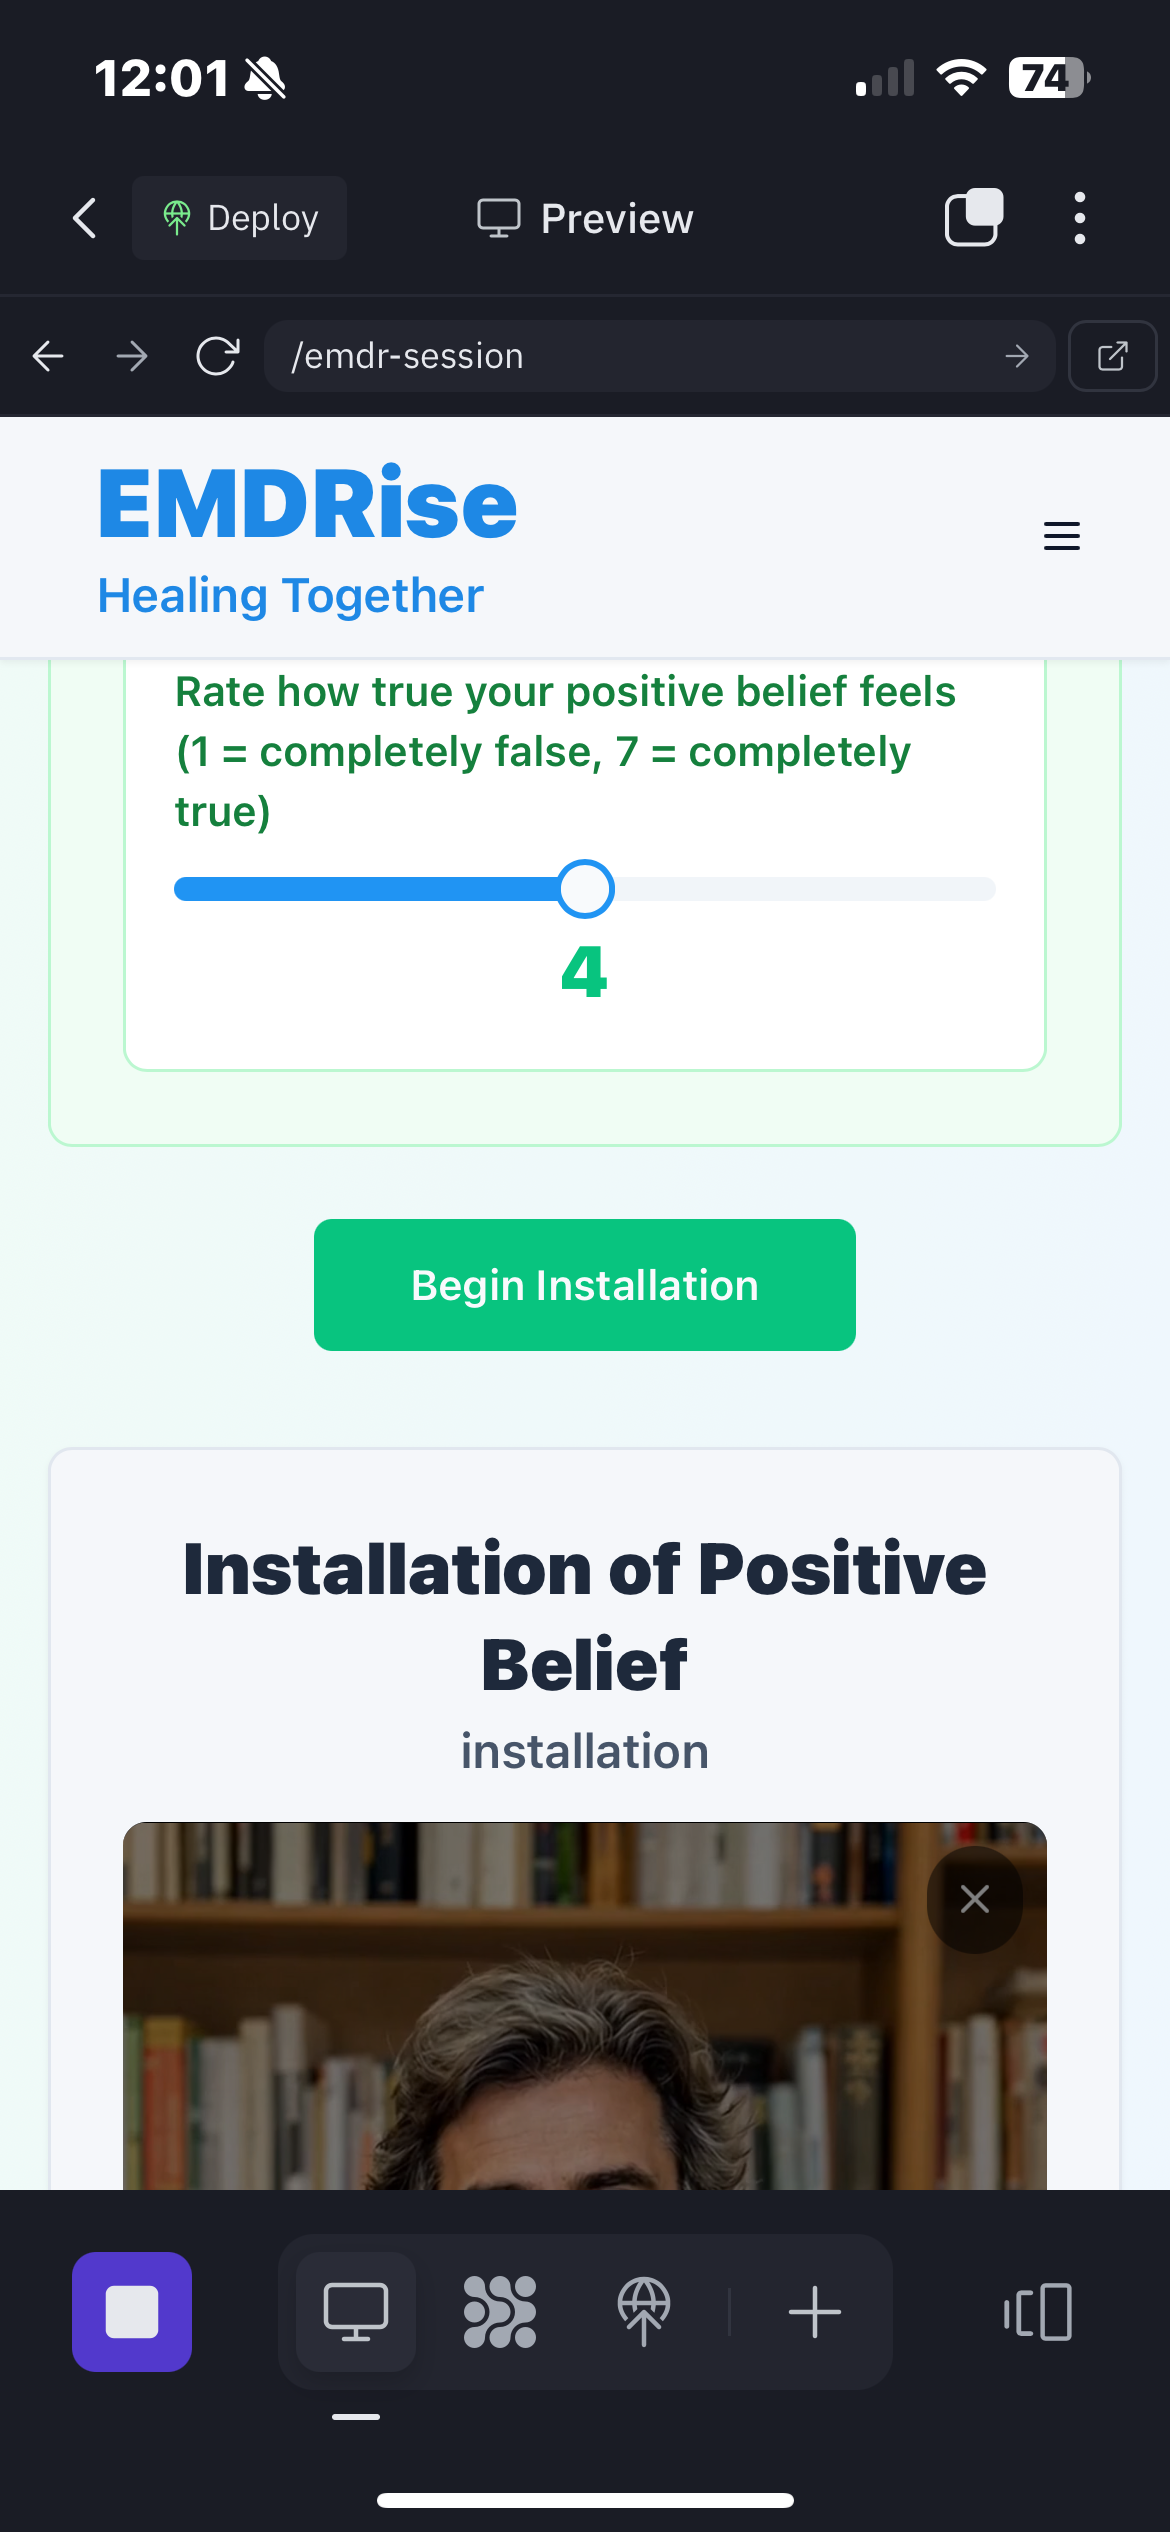 12:01
74
Deploy
Preview
/emdr-session
EMDRise
Healing Together
Rate how true your positive belief feels
(1 = completely false, 7 = completely
true)
4
Begin Installation
Installation of Positive
Belief
installation